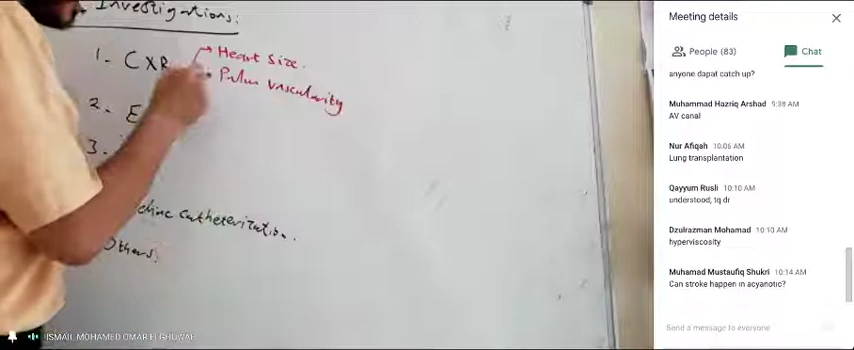 Investigations:
1- CXR
Heart size.
Pulm vascularity
2- E
3-
catheterization.
Others:
ISMAIL MOHAMED OMAR ELGHUWAEL
Meeting details
People (83)
Chat
anyone dapat catch up?
Muhammad Hazriq Arshad 9:38 AM
AV canal
Nur Afiqah 10:06 AM
Lung transplantation
Qayyum Rusli 10:10 AM
understood, tq dr
Dzulrazman Mohamad 10:10 AM
hyperviscosity
Muhamad Mustaufiq Shukri 10:14 AM
Can stroke happen in acyanotic?
Send a message to everyone